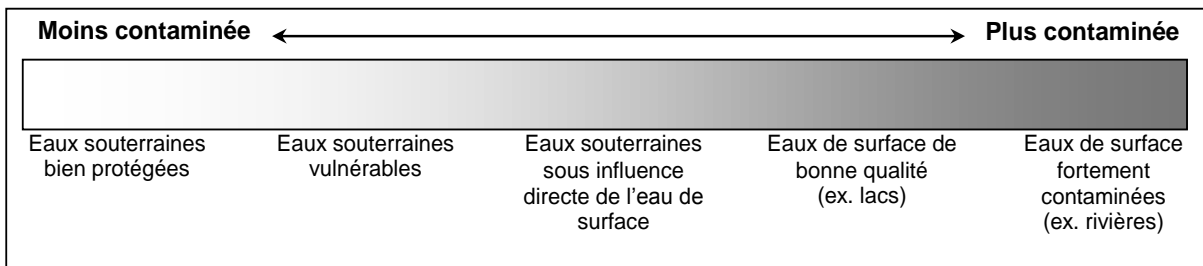 Moins contaminée
Plus contaminée
Eaux souterraines
bien protégées
Eaux souterraines
vulnérables
Eaux souterraines
sous influence
directe de l'eau de
surface
Eaux de surface de
bonne qualité
(ex. lacs)
Eaux de surface
fortement
contaminées
(ex. rivières)